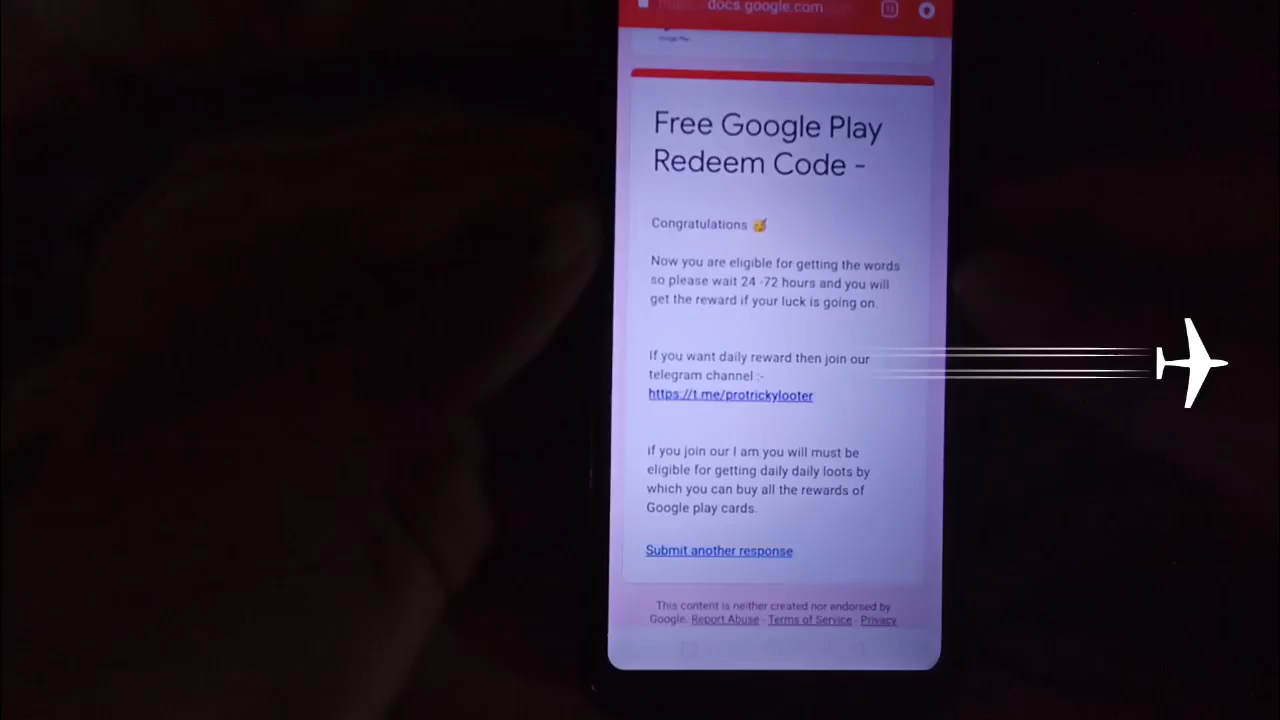 docs.google.com
Free Google Play
Redeem Code -
Congratulations 🥳
Now you are eligible for getting the words
so please wait 24 -72 hours and you will
get the reward if your luck is going on.
If you want daily reward then join our
telegram channel :-
https://t.me/protrickylooter
if you join our I am you will must be
eligible for getting daily daily loots by
which you can buy all the rewards of
Google play cards.
Submit another response
This content is neither created nor endorsed by
Google. Report Abuse - Terms of Service - Privacy